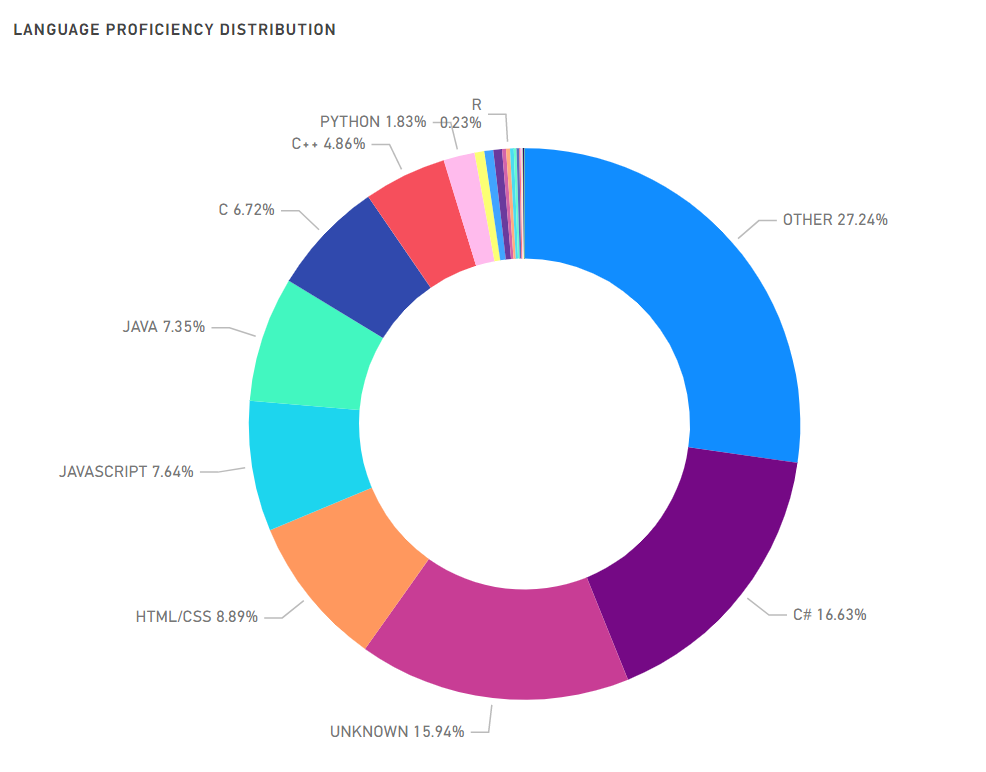 LANGUAGE PROFICIENCY DISTRIBUTION
R
0.23%
PYTHON 1.83%
C++ 4.86%
C 6.72%
OTHER 27.24%
JAVA 7.35%
JAVASCRIPT 7.64%
HTML/CSS 8.89%
C# 16.63%
UNKNOWN 15.94%